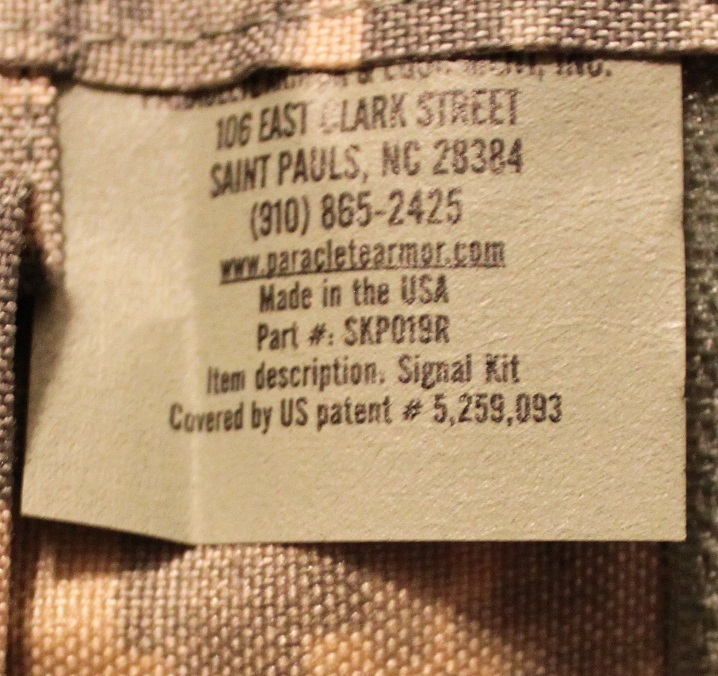 & INC.
106 EAST CLARK STREET
SAINT PAULS, NC 28384
(910) 865-2425
www.paracletearmor.com
Made in the USA
Part #: SKP019R
Item description: Signal Kit
Covered by US patent # 5,259,093